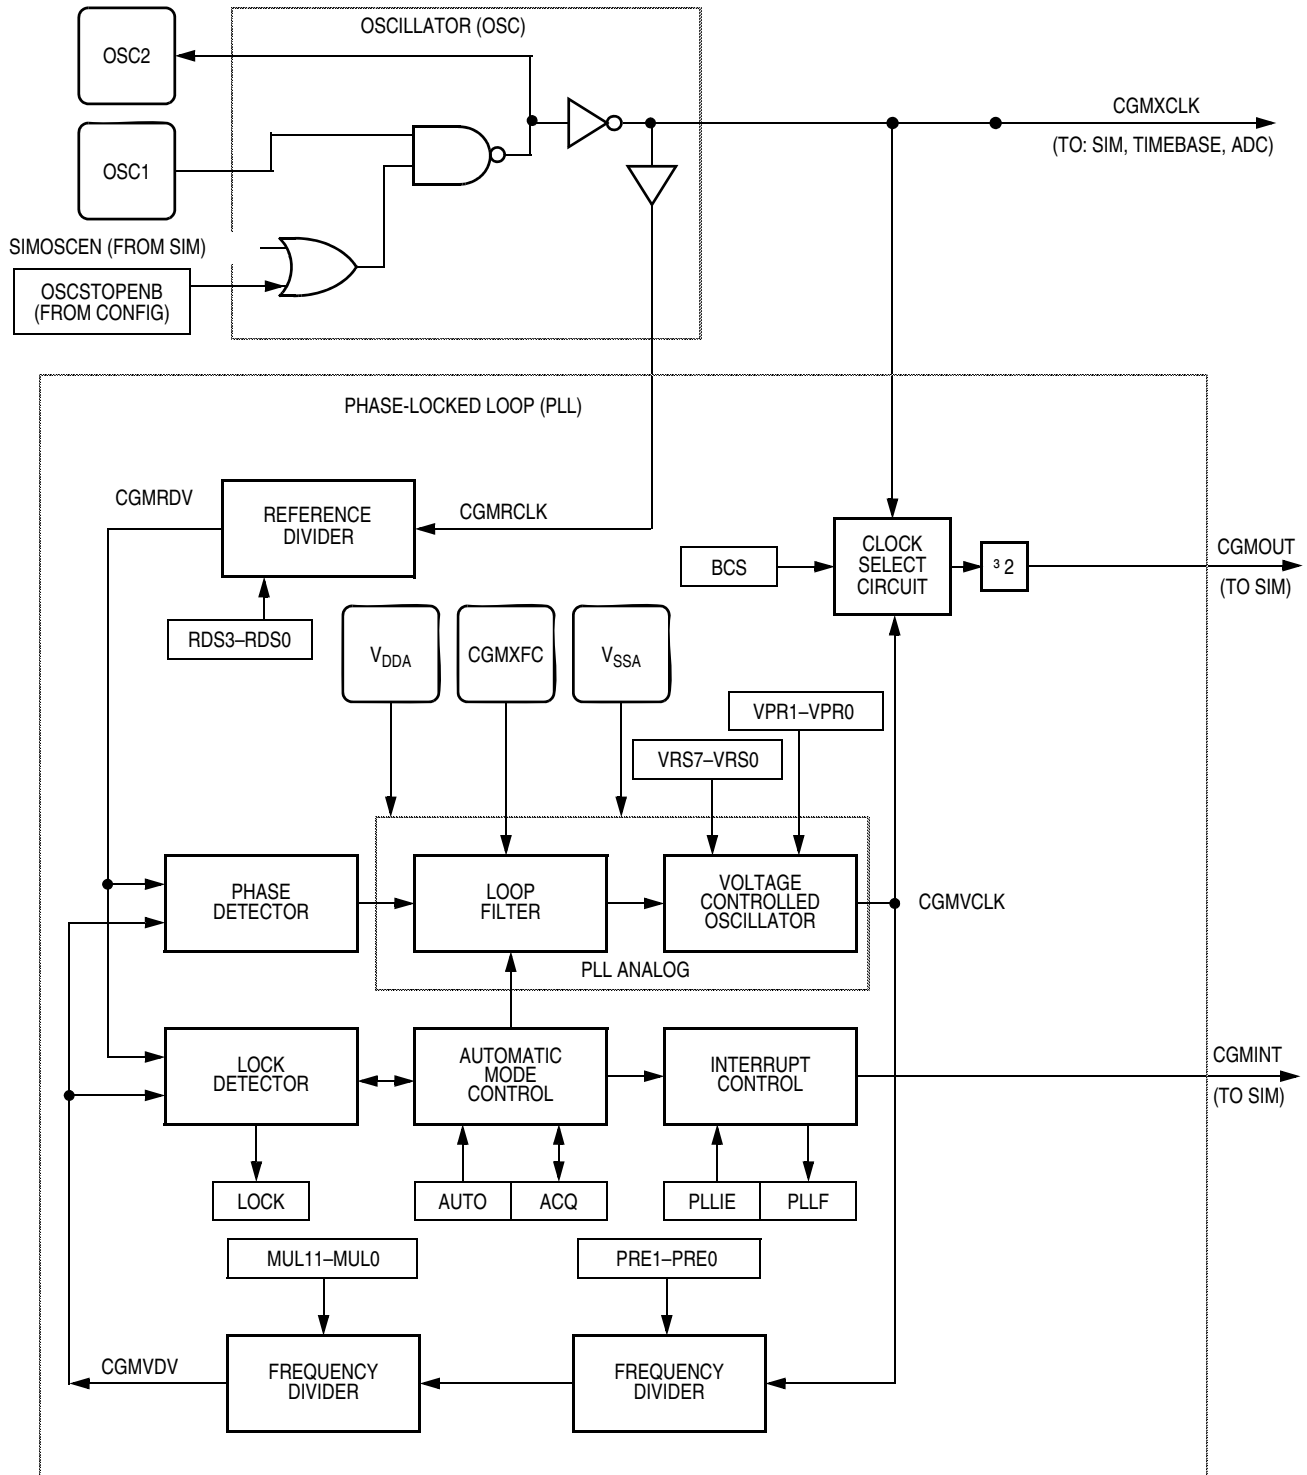 OSCILLATOR (OSC)
OSC2
CGMXCLK
(TO: SIM, TIMEBASE, ADC)
OSC1
SIMOSCEN (FROM SIM)
OSCSTOPENB
(FROM CONFIG)
PHASE-LOCKED LOOP (PLL)
CGMRDV
REFERENCE
DIVIDER
CGMRCLK
CLOCK
SELECT
CIRCUIT
BCS
³ 2
CGMOUT
(TO SIM)
RDS3–RDS0
VDDA
CGMXFC
VSSA
VPR1–VPR0
VRS7–VRS0
PHASE
DETECTOR
LOOP
FILTER
VOLTAGE
CONTROLLED
OSCILLATOR
CGMVCLK
PLL ANALOG
LOCK
DETECTOR
AUTOMATIC
MODE
CONTROL
INTERRUPT
CONTROL
CGMINT
(TO SIM)
LOCK
AUTO
ACQ
PLLIE
PLLF
MUL11–MUL0
PRE1–PRE0
CGMVDV
FREQUENCY
DIVIDER
FREQUENCY
DIVIDER